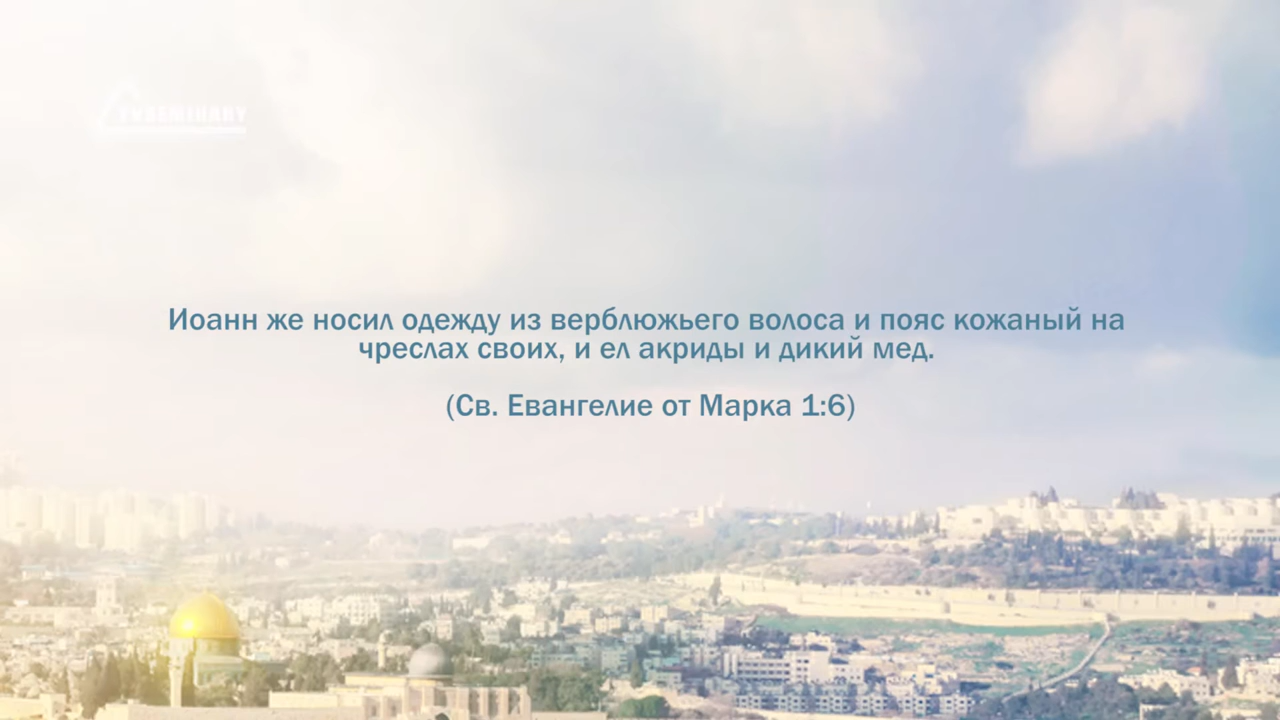 Иоанн же носил одежду из верблюжьего волоса и пояс кожаный на
чреслах своих, и ел акриды и дикий мед.
(Св. Евангелие от Марка 1:6)